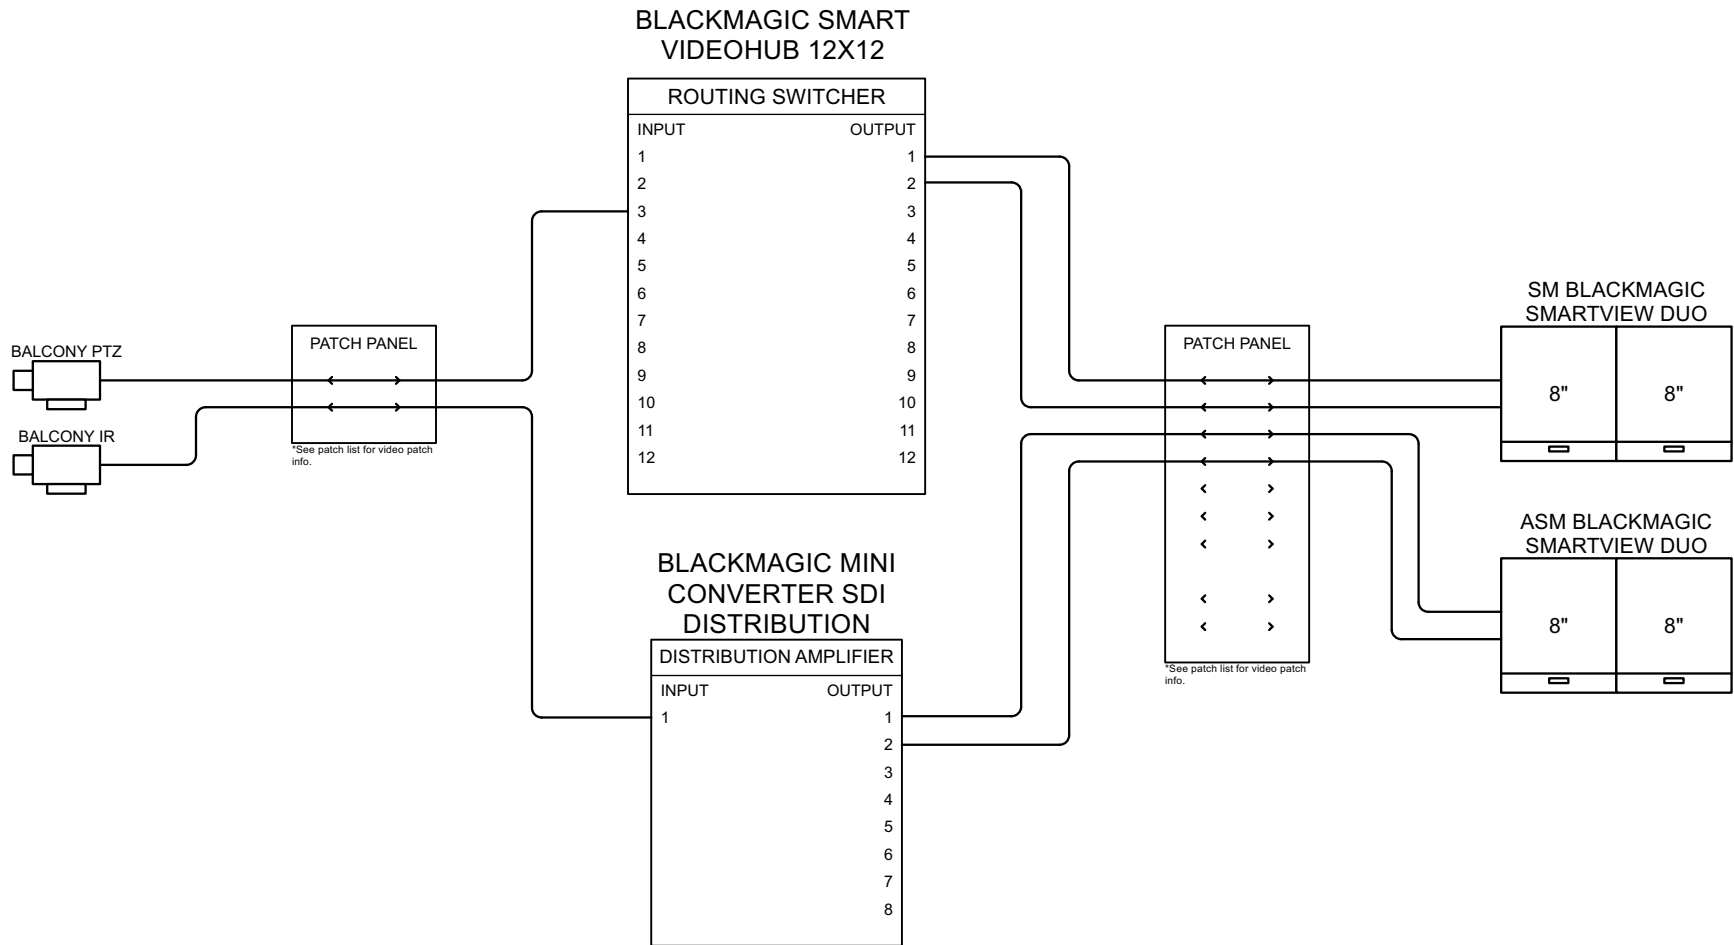 BLACKMAGIC SMART
VIDEOHUB 12X12
ROUTING SWITCHER
INPUT OUTPUT
1 1
2 2
3 3
4 4
5 5
6 6
7 7
8 8
9 9
10 10
11 11
12 12
BALCONY PTZ
BALCONY IR
PATCH PANEL
*See patch list for video patch
info.
BLACKMAGIC MINI
CONVERTER SDI
DISTRIBUTION
DISTRIBUTION AMPLIFIER
INPUT OUTPUT
1 1
2
3
4
5
6
7
8
PATCH PANEL
*See patch list for video patch
info.
SM BLACKMAGIC
SMARTVIEW DUO
8" 8"
ASM BLACKMAGIC
SMARTVIEW DUO
8" 8"